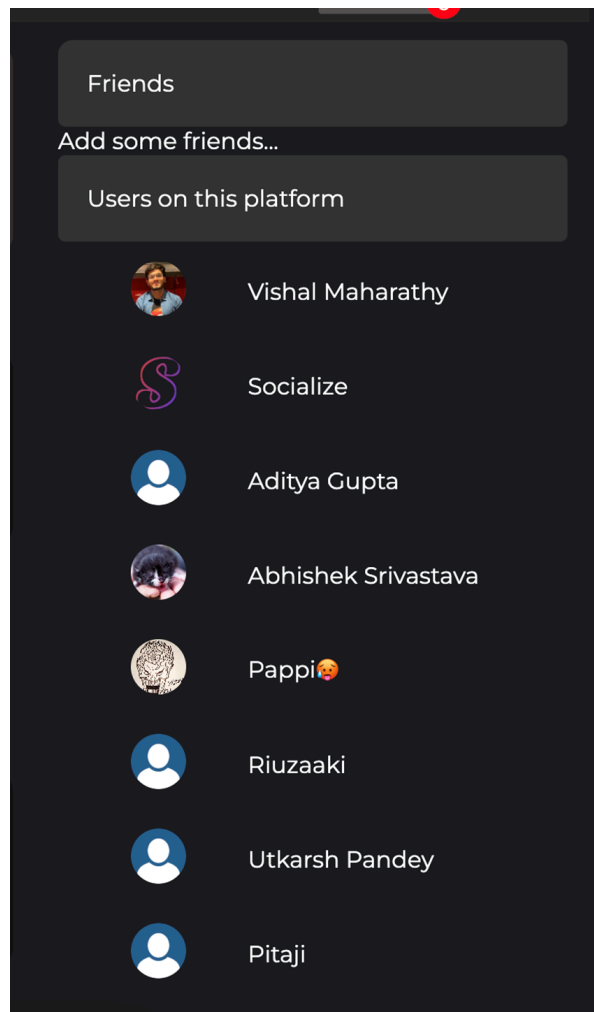 Friends
Add some friends...
Users on this platform
Vishal Maharathy
Socialize
Aditya Gupta
Abhishek Srivastava
Pappi🥵
Riuzaaki
Utkarsh Pandey
Pitaji